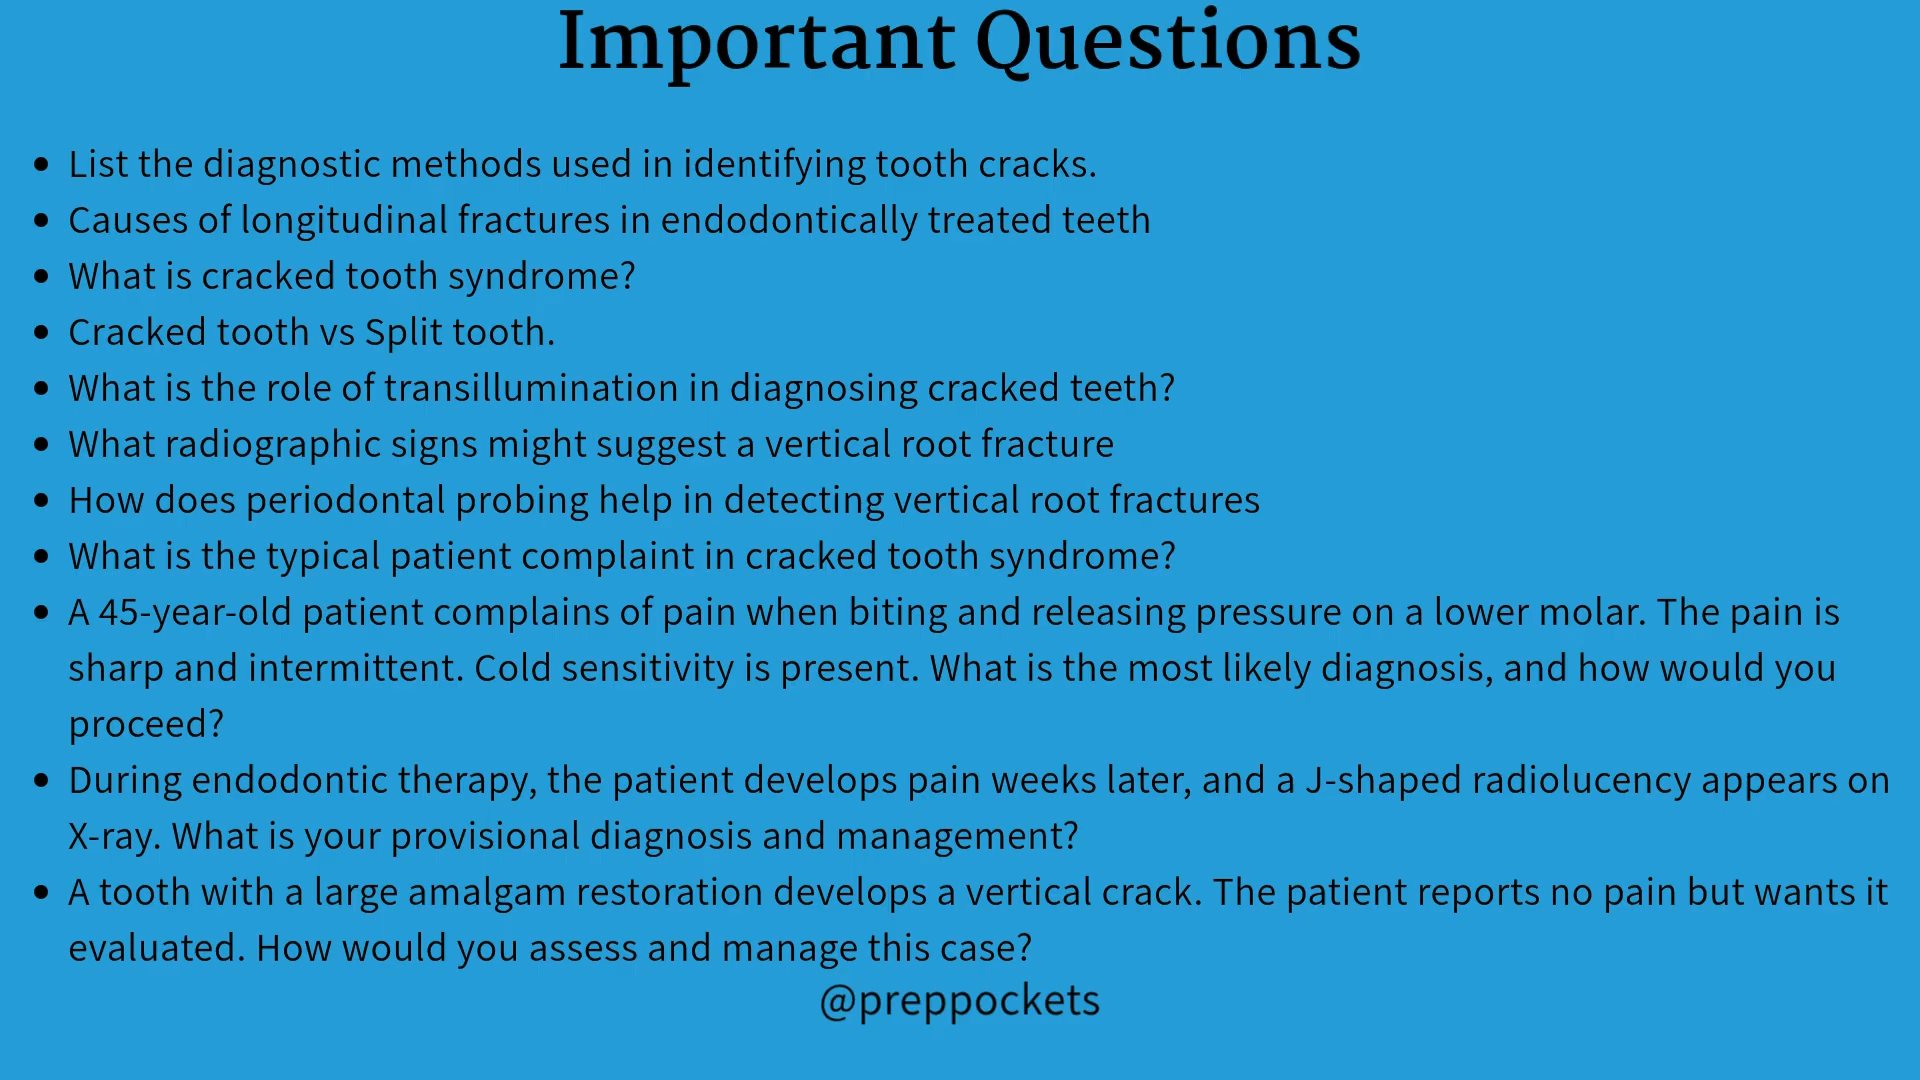 Important Questions
• List the diagnostic methods used in identifying tooth cracks.
• Causes of longitudinal fractures in endodontically treated teeth
• What is cracked tooth syndrome?
• Cracked tooth vs Split tooth.
• What is the role of transillumination in diagnosing cracked teeth?
• What radiographic signs might suggest a vertical root fracture
• How does periodontal probing help in detecting vertical root fractures
• What is the typical patient complaint in cracked tooth syndrome?
• A 45-year-old patient complains of pain when biting and releasing pressure on a lower molar. The pain is
sharp and intermittent. Cold sensitivity is present. What is the most likely diagnosis, and how would you
proceed?
• During endodontic therapy, the patient develops pain weeks later, and a J-shaped radiolucency appears on
X-ray. What is your provisional diagnosis and management?
• A tooth with a large amalgam restoration develops a vertical crack. The patient reports no pain but wants it
evaluated. How would you assess and manage this case?
@preppockets